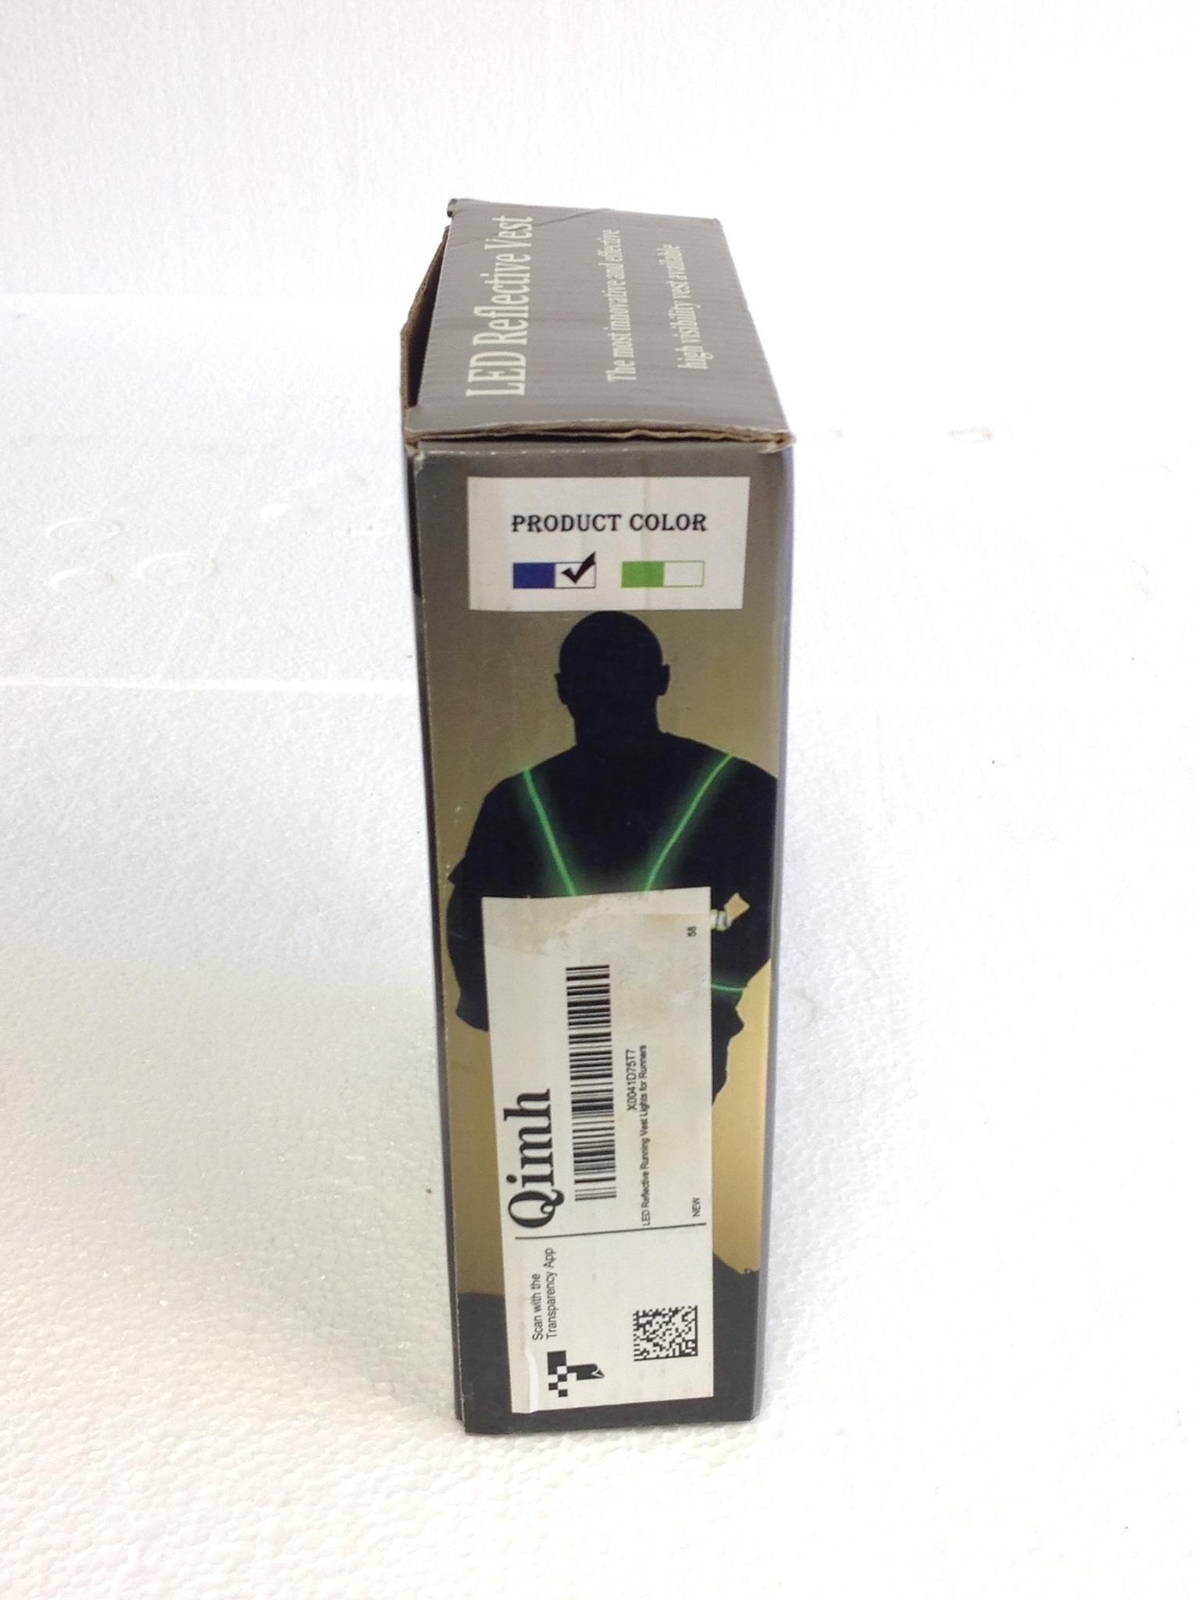 LED Reflective Vest
The most innovative and effective
high visibility vest available
PRODUCT COLOR
Qimh
X0041D75T7
LED Reflective Running Vest Lights for Runners
NEW
58
Scan with the
Transparency App